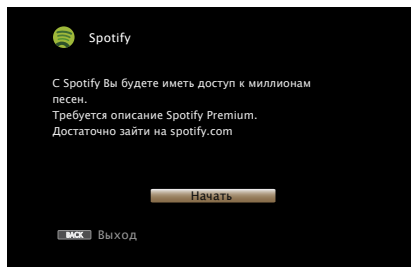 Spotify
С Spotify Вы будете иметь доступ к миллионам
песен.
Требуется описание Spotify Premium.
Достаточно зайти на spotify.com
Начать
BACK Выход